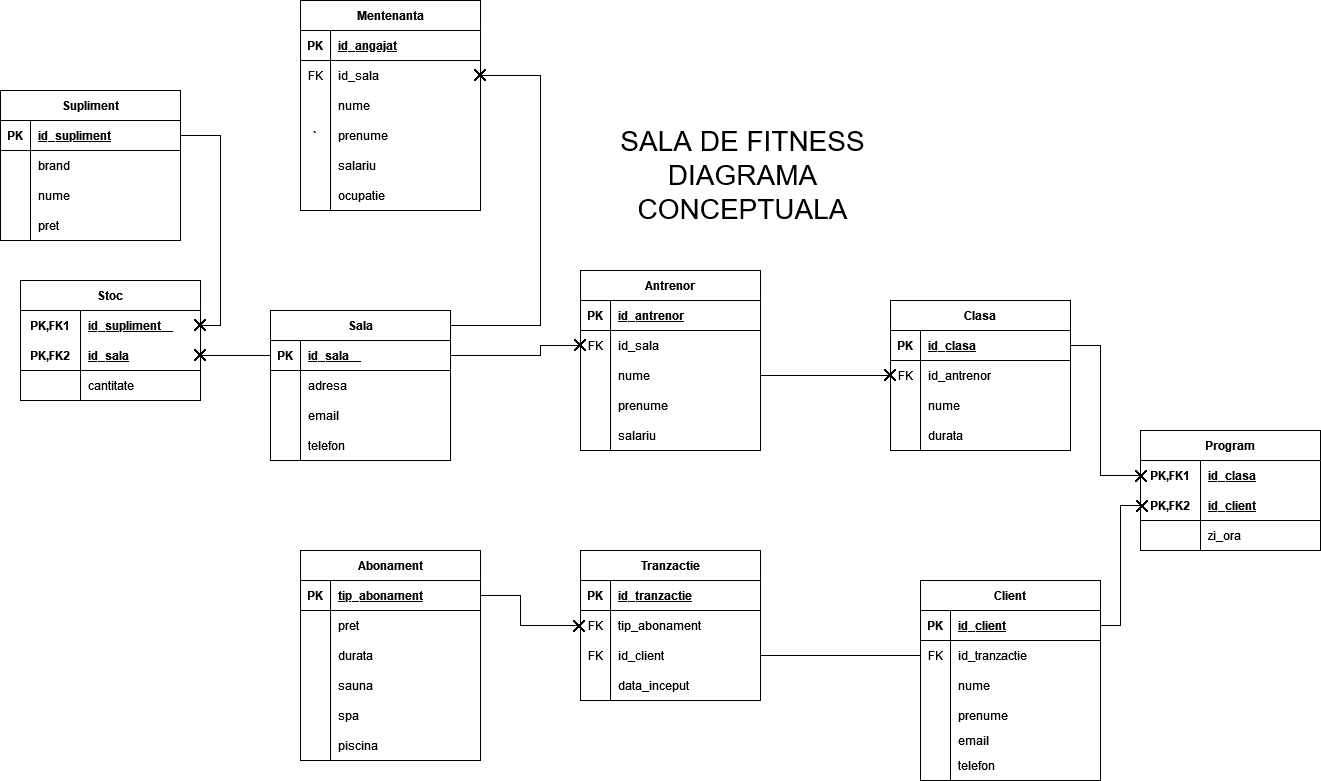 Mentenanta
PK id_angajat
FK id_sala
nume
` prenume
salariu
ocupatie
Supliment
PK id_supliment
brand
nume
pret
SALA DE FITNESS
DIAGRAMA
CONCEPTUALA
Stoc
PK,FK1 id_supliment
PK,FK2 id_sala
cantitate
Sala
PK id_sala
adresa
email
telefon
Antrenor
PK id_antrenor
FK id_sala
nume
prenume
salariu
Clasa
PK id_clasa
FK id_antrenor
nume
durata
Program
PK,FK1 id_clasa
PK,FK2 id_client
zi_ora
Abonament
PK tip_abonament
pret
durata
sauna
spa
piscina
Tranzactie
PK id_tranzactie
FK tip_abonament
FK id_client
data_inceput
Client
PK id_client
FK id_tranzactie
nume
prenume
email
telefon